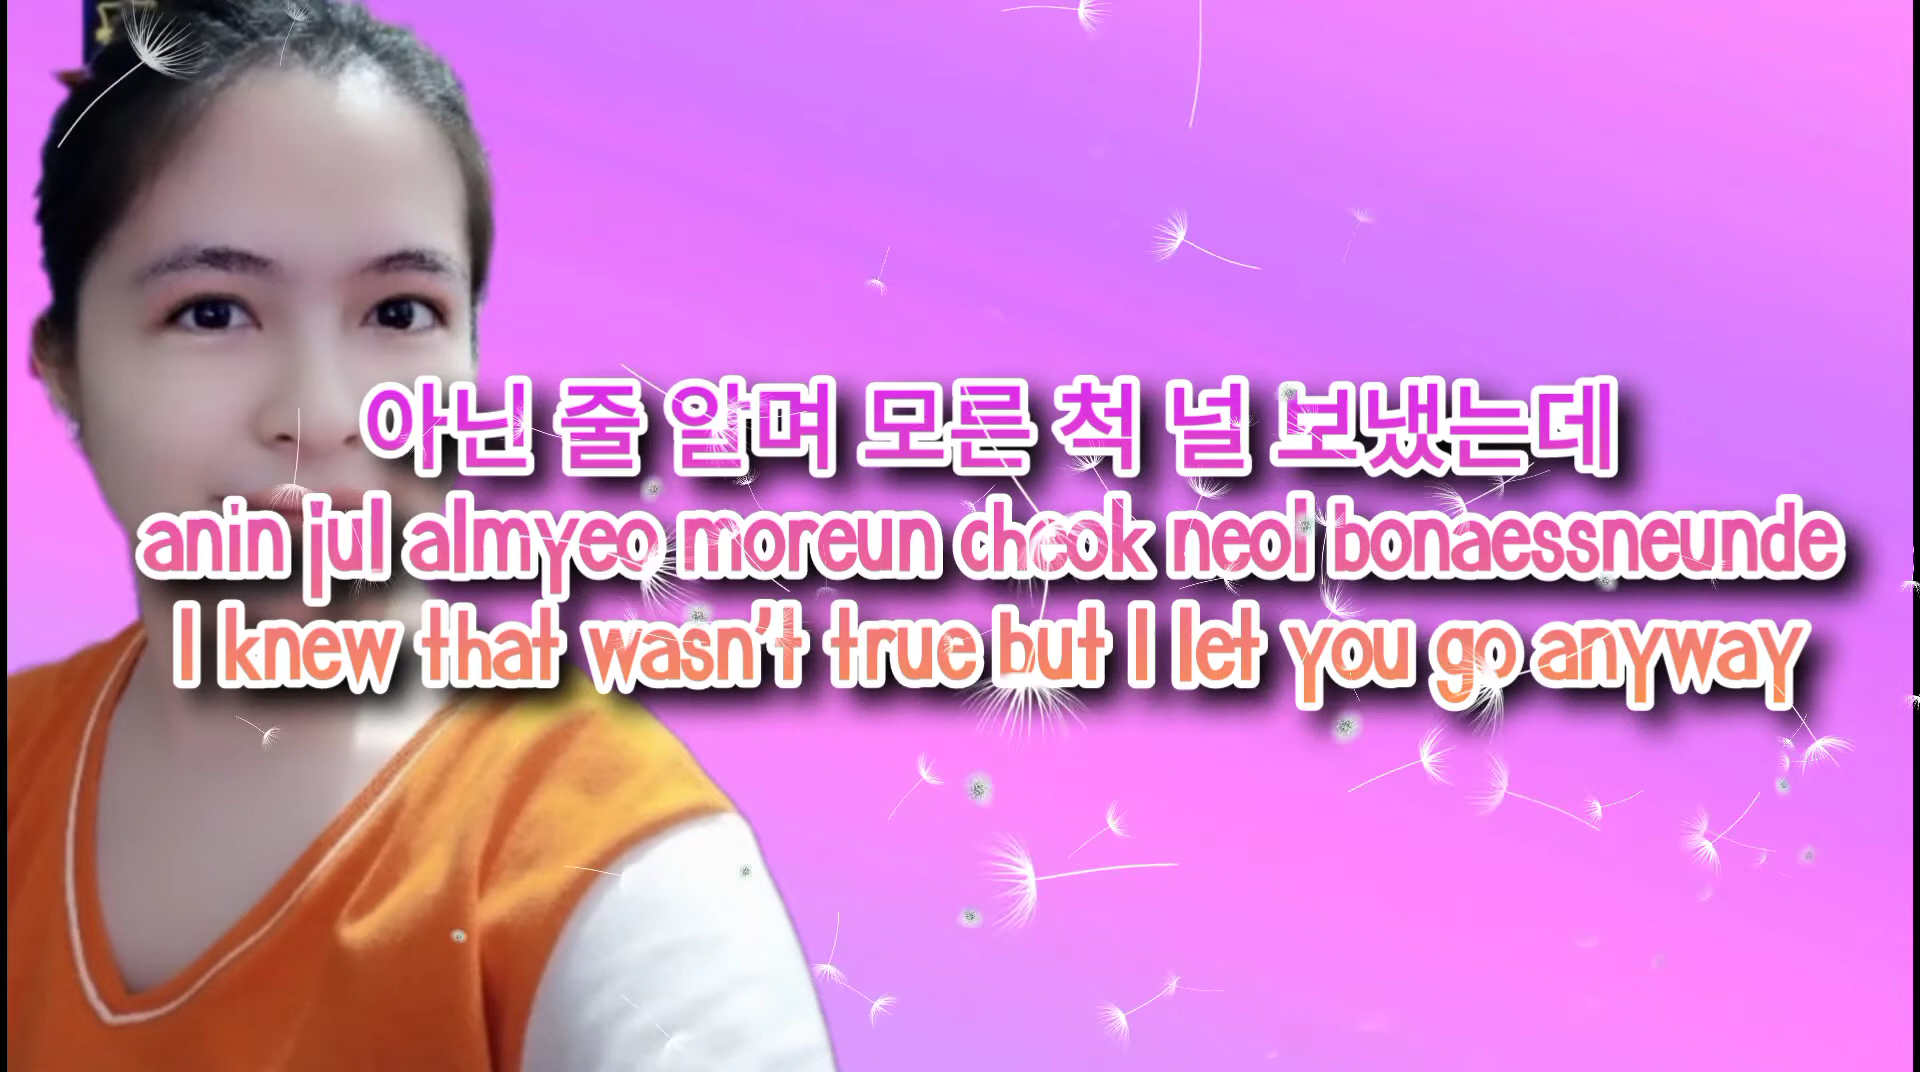 아닌 줄 알며 모른 척 널 보냈는데
anin jul almyeo moreun cheok neol bonaessneunde
I knew that wasn't true but I let you go anyway